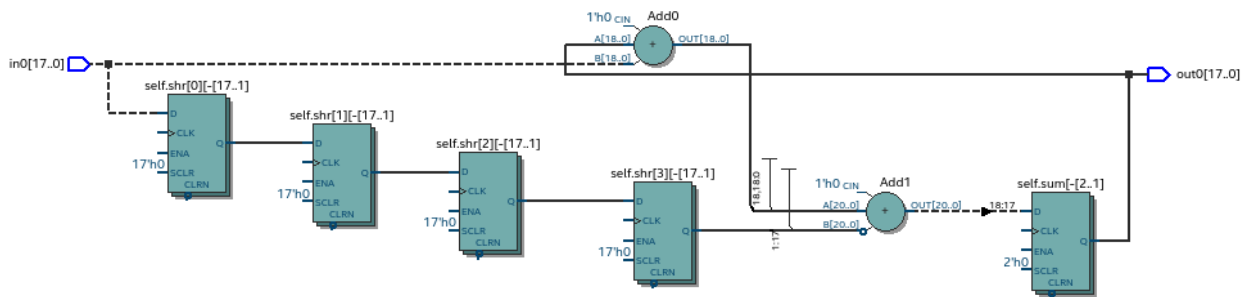 1'h0 CIN
Add0
A[18..0]
OUT[18..0]
+
B[18..0]
in0[17..0]
out0[17..0]
self.shr[0][-[17..1]
D
CLK
Q
ENA
17'h0
SCLR
CLRN
self.shr[1][-[17..1]
D
CLK
Q
ENA
17'h0
SCLR
CLRN
self.shr[2][-[17..1]
D
CLK
Q
ENA
17'h0
SCLR
CLRN
self.shr[3][-[17..1]
D
CLK
Q
ENA
17'h0
SCLR
CLRN
18,18:0
1:17
1'h0 CIN
Add1
A[20..0]
OUT[20..0]
+
B[20..0]
18:17
self.sum[-[2..1]
D
CLK
Q
ENA
2'h0
SCLR
CLRN